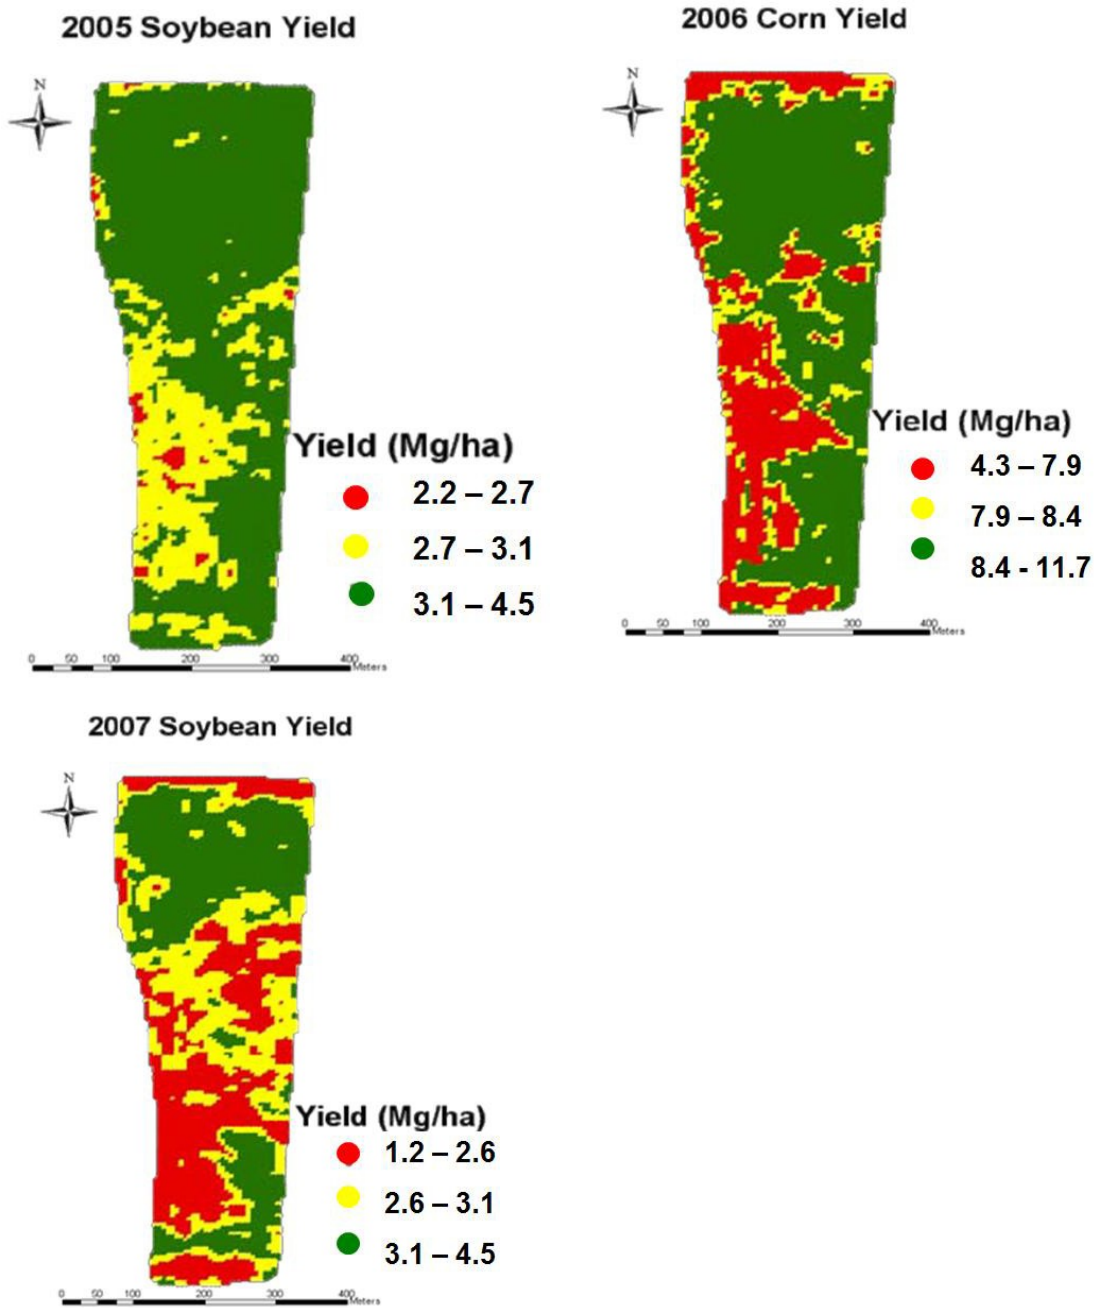 2005 Soybean Yield
N
Yield (Mg/ha)
2.2 – 2.7
2.7 – 3.1
3.1 – 4.5
0 50 100 200 300 400 Meters
2006 Corn Yield
N
Yield (Mg/ha)
4.3 – 7.9
7.9 – 8.4
8.4 - 11.7
0 50 100 200 300 400 Meters
2007 Soybean Yield
N
Yield (Mg/ha)
1.2 – 2.6
2.6 – 3.1
3.1 – 4.5
0 50 100 200 300 400 Meters